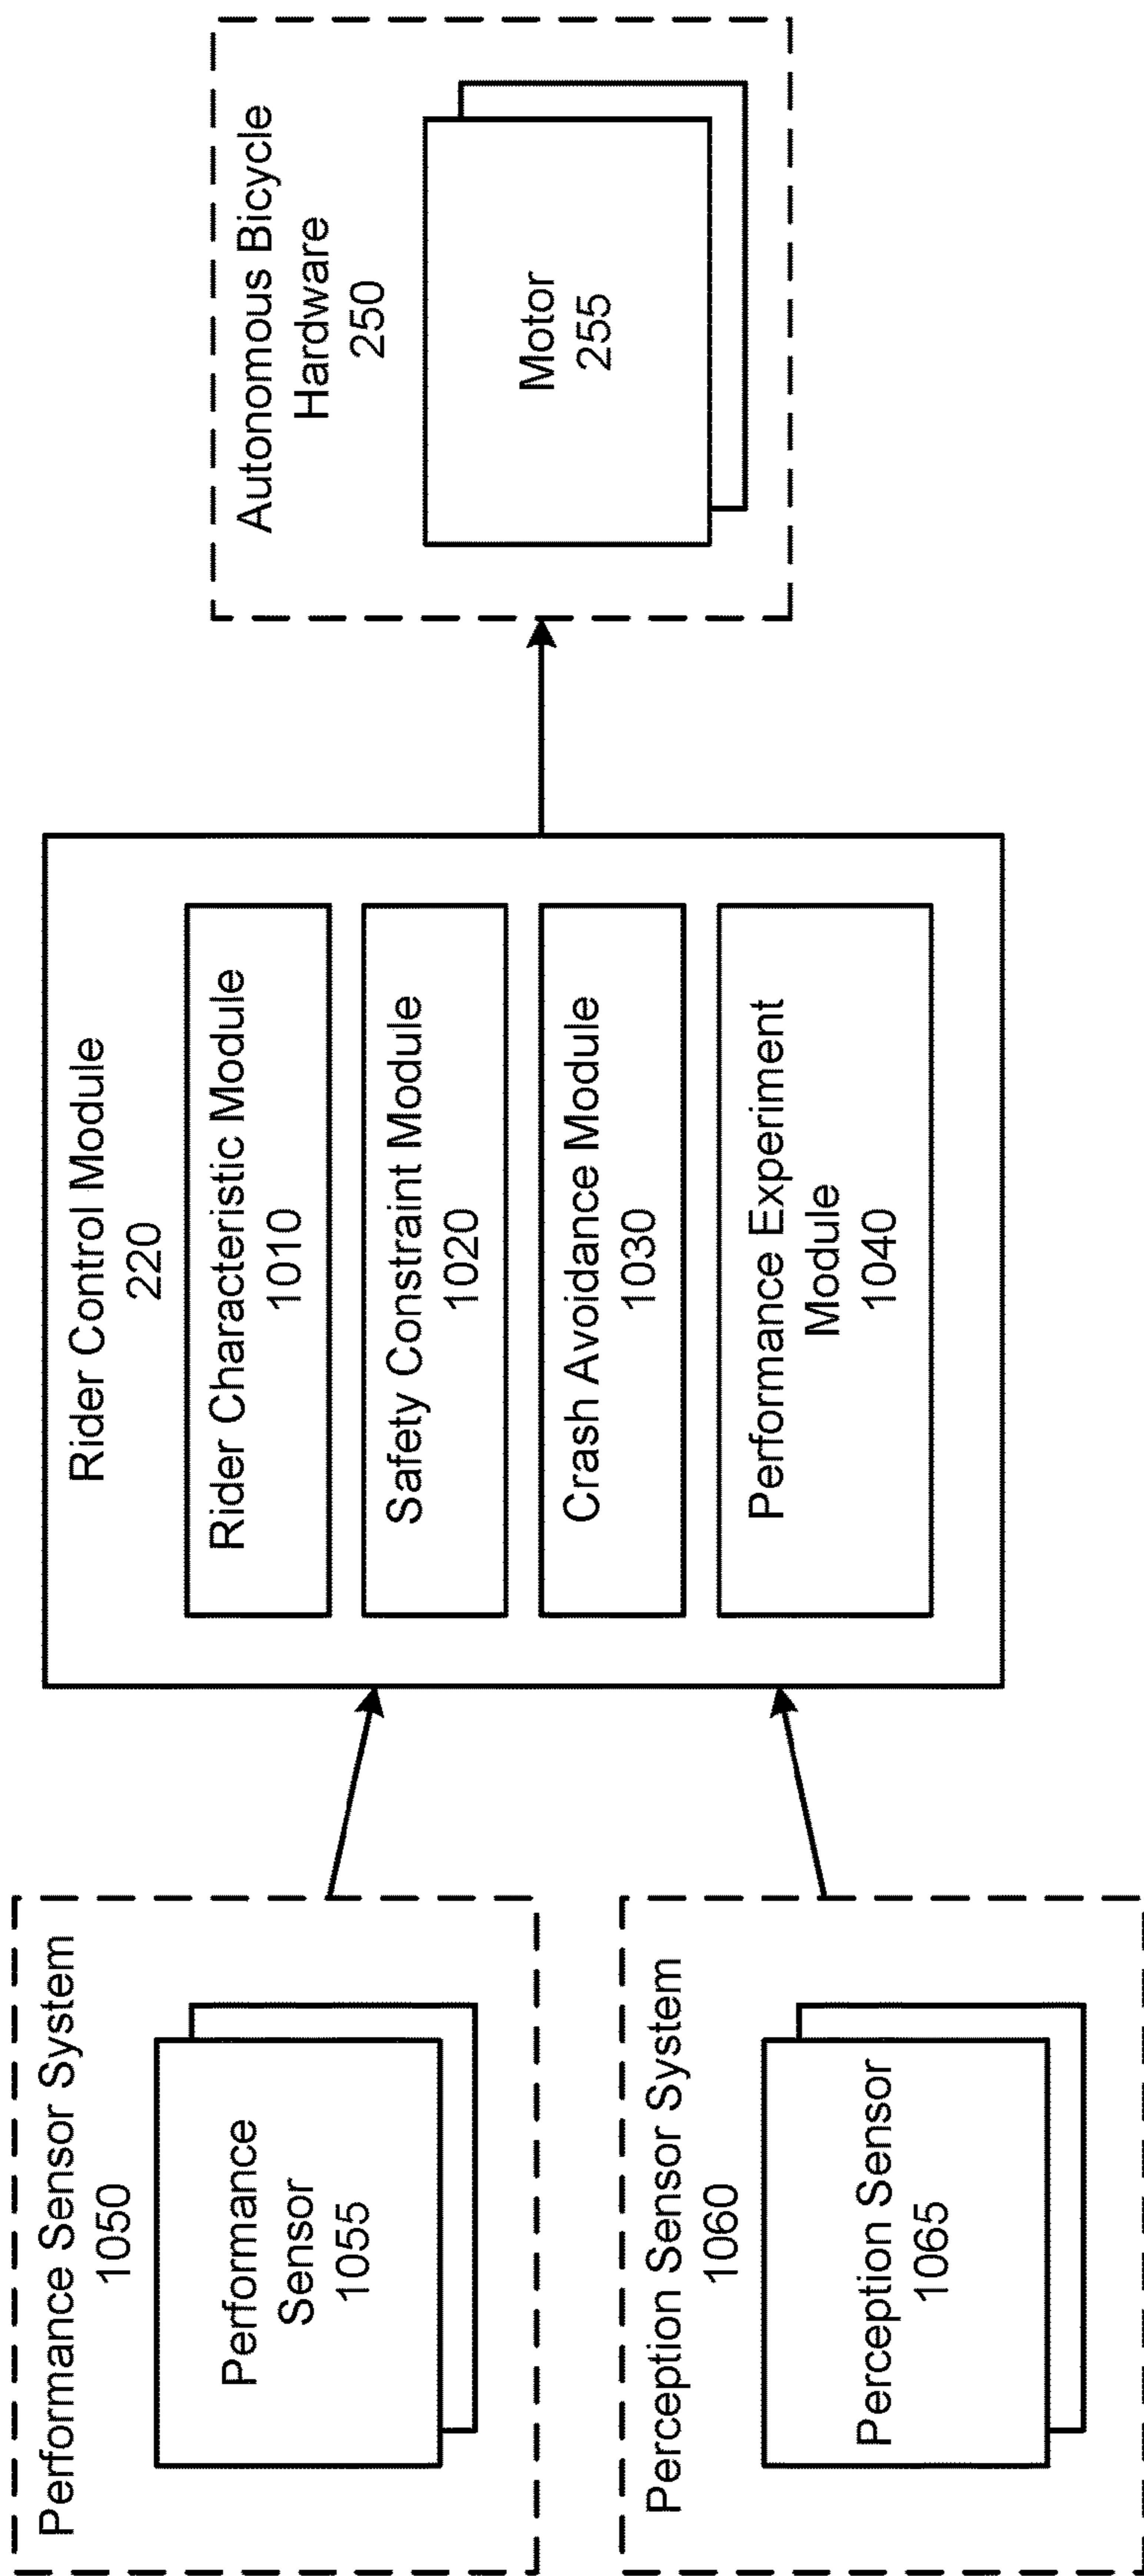 Performance Sensor System
1050
Performance
Sensor
1055
Perception Sensor System
1060
Perception Sensor
1065
Rider Control Module
220
Rider Characteristic Module
1010
Safety Constraint Module
1020
Crash Avoidance Module
1030
Performance Experiment
Module
1040
Autonomous Bicycle
Hardware
250
Motor
255